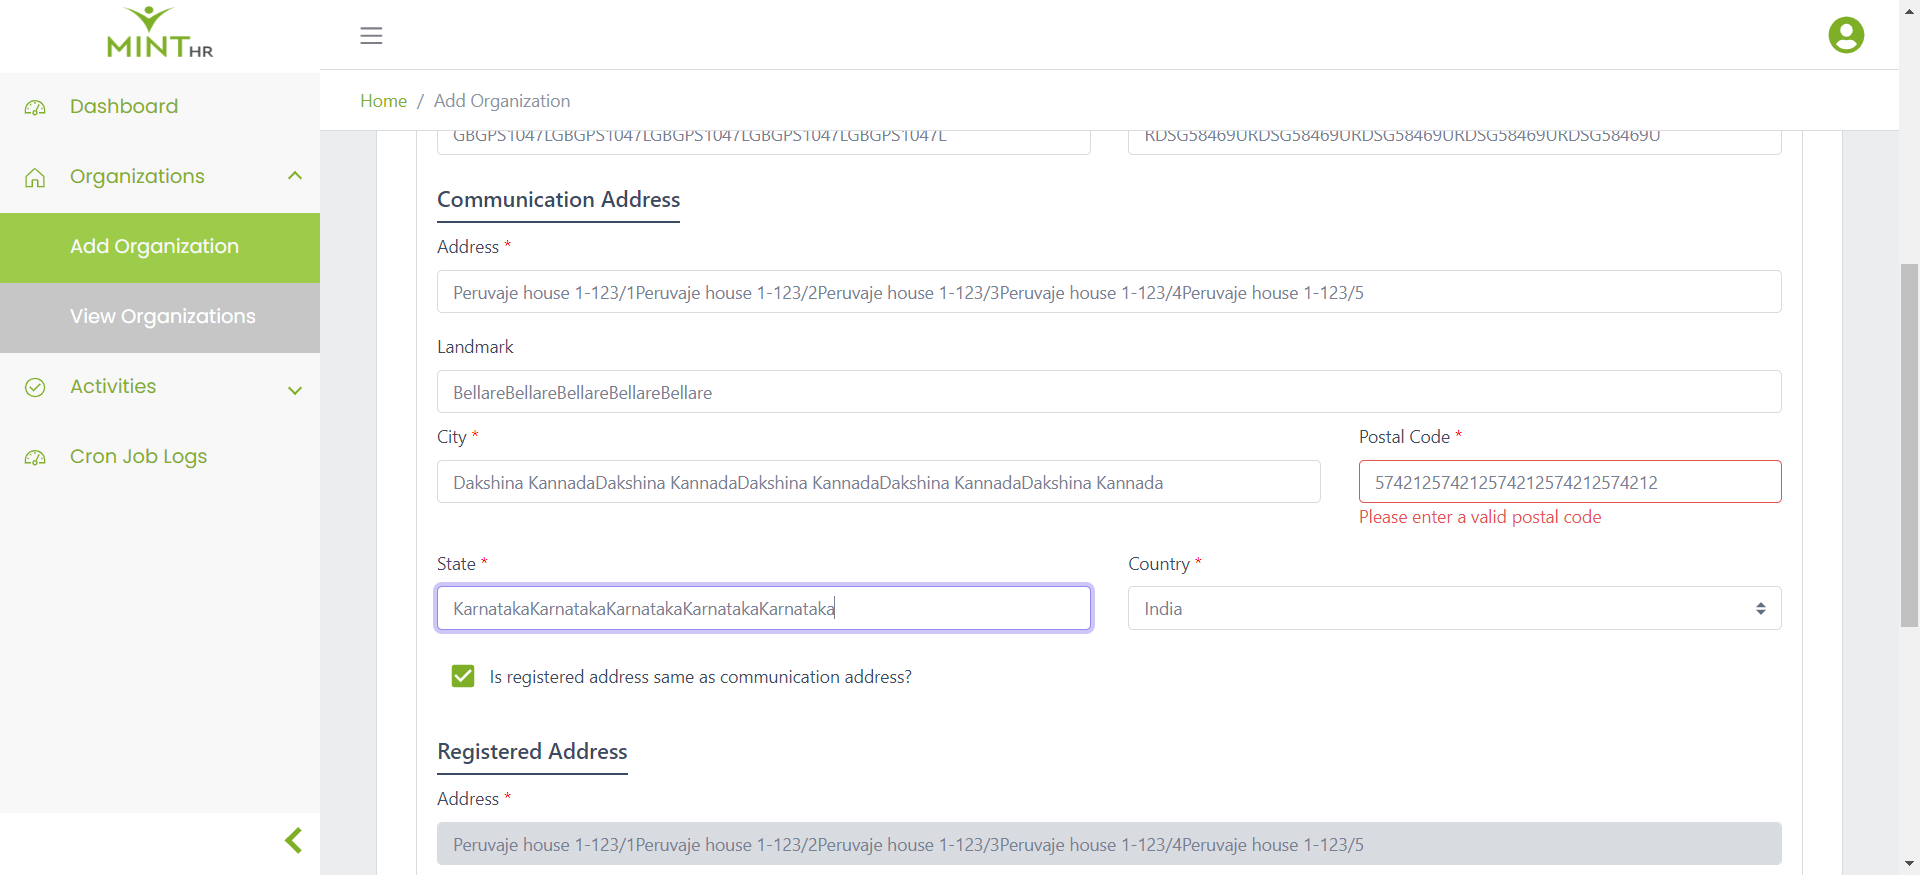 MINT HR
Dashboard
Organizations
Add Organization
View Organizations
Activities
Cron Job Logs
Home / Add Organization
GBGPS1047LGBGPS1047LGBGPS1047LGBGPS1047LGBGPS1047L
RDSG58469URDSG58469URDSG58469URDSG58469URDSG58469U
Communication Address
Address *
Peruvaje house 1-123/1Peruvaje house 1-123/2Peruvaje house 1-123/3Peruvaje house 1-123/4Peruvaje house 1-123/5
Landmark
BellareBellareBellareBellareBellare
City *
Postal Code *
Dakshina KannadaDakshina KannadaDakshina KannadaDakshina KannadaDakshina Kannada
574212574212574212574212574212
Please enter a valid postal code
State *
Country *
KarnatakaKarnatakaKarnatakaKarnatakaKarnataka
India
Is registered address same as communication address?
Registered Address
Address *
Peruvaje house 1-123/1Peruvaje house 1-123/2Peruvaje house 1-123/3Peruvaje house 1-123/4Peruvaje house 1-123/5